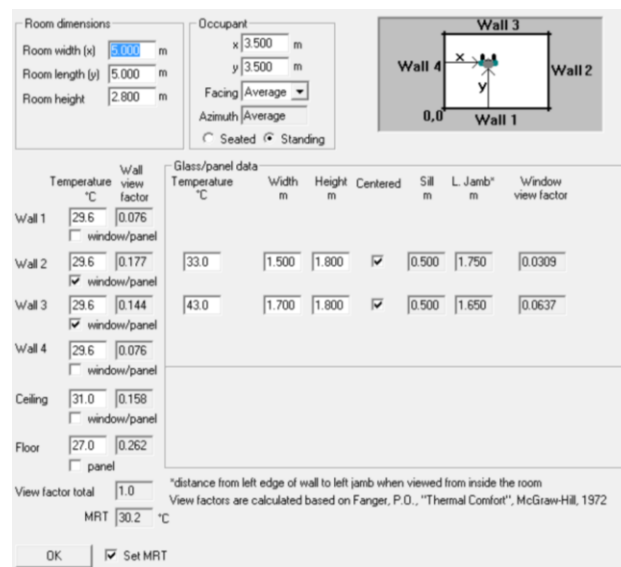 Room dimensions
Room width (x) 5.000 m
Room length (y) 5.000 m
Room height 2.800 m
Occupant
x 3.500 m
y 3.500 m
Facing Average
Azimuth Average
Seated Standing
Wall 3
Wall 4 x Wall 2
y
0,0 Wall 1
Temperature °C Wall view factor
Glass/panel data
Temperature °C Width m Height m Centered Sill m L. Jamb* m Window view factor
Wall 1 29.6 0.076
window/panel
Wall 2 29.6 0.177 33.0 1.500 1.800 0.500 1.750 0.0309
window/panel
Wall 3 29.6 0.144 43.0 1.700 1.800 0.500 1.650 0.0637
window/panel
Wall 4 29.6 0.076
window/panel
Ceiling 31.0 0.158
window/panel
Floor 27.0 0.262
panel
View factor total 1.0
MRT 30.2 °C
*distance from left edge of wall to left jamb when viewed from inside the room
View factors are calculated based on Fanger, P.O., "Thermal Comfort", McGraw-Hill, 1972
OK Set MRT